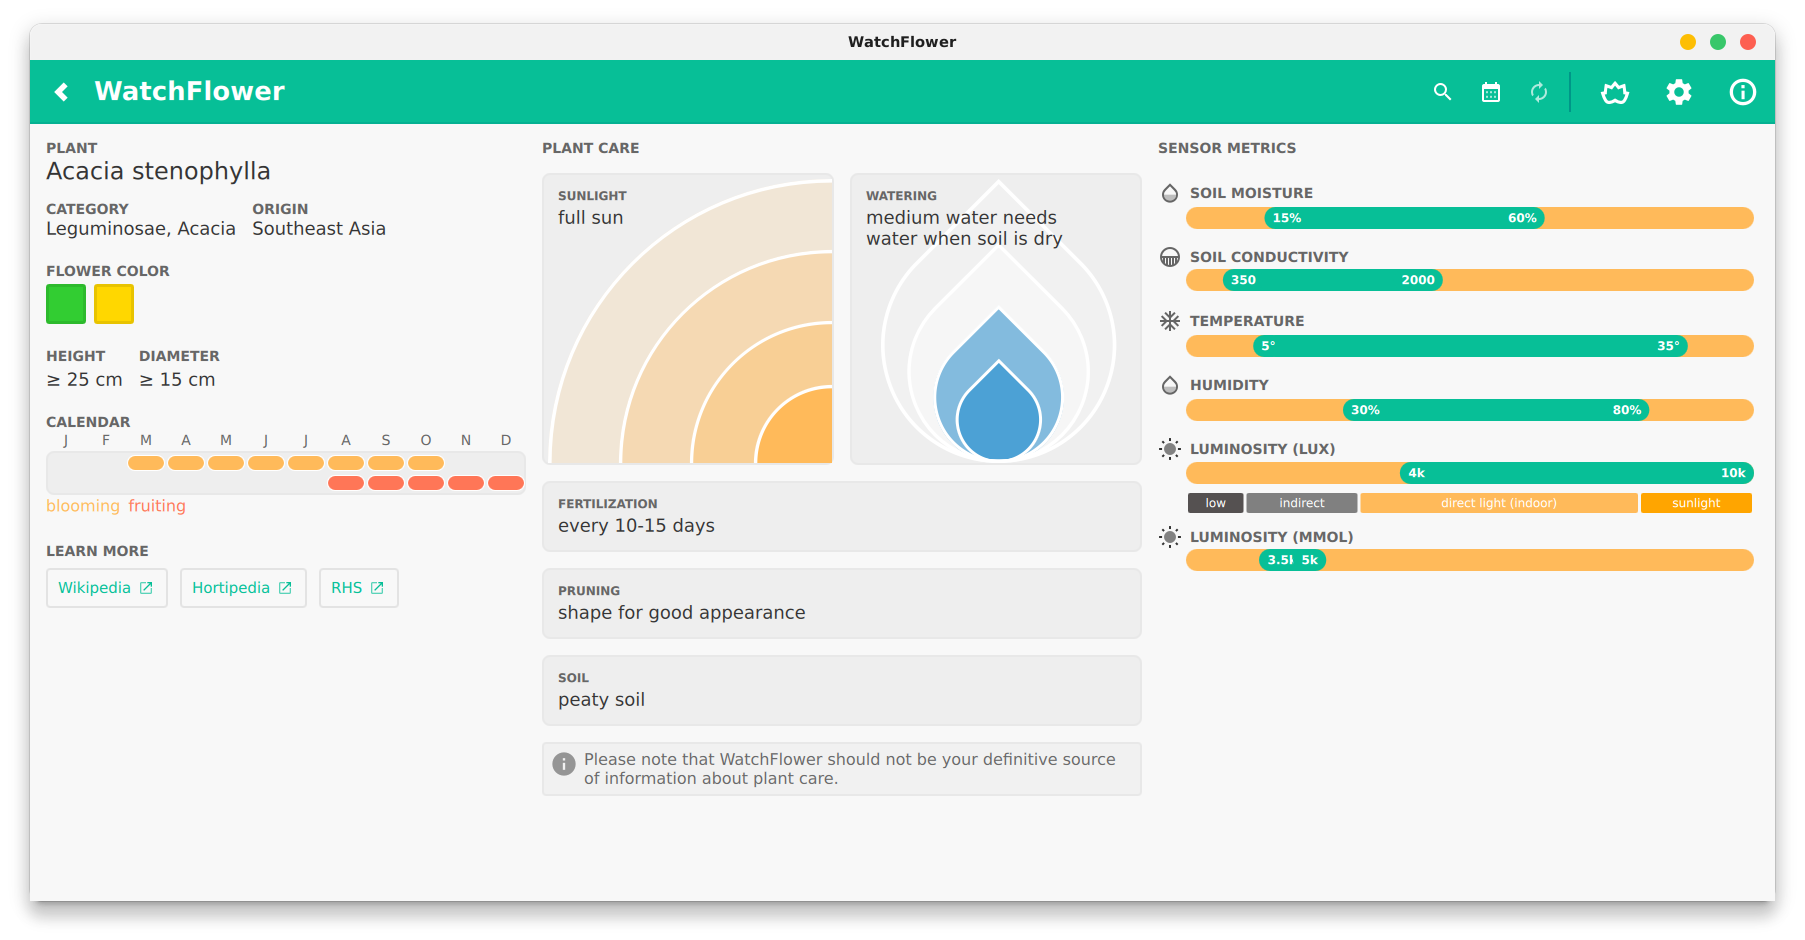 WatchFlower
WatchFlower
PLANT
Acacia stenophylla
CATEGORY ORIGIN
Leguminosae, Acacia Southeast Asia
FLOWER COLOR
HEIGHT DIAMETER
≥ 25 cm ≥ 15 cm
CALENDAR
J F M A M J J A S O N D
blooming fruiting
LEARN MORE
Wikipedia Hortipedia RHS
PLANT CARE
SUNLIGHT
full sun
WATERING
medium water needs
water when soil is dry
FERTILIZATION
every 10-15 days
PRUNING
shape for good appearance
SOIL
peaty soil
Please note that WatchFlower should not be your definitive source
of information about plant care.
SENSOR METRICS
SOIL MOISTURE
15% 60%
SOIL CONDUCTIVITY
350 2000
TEMPERATURE
5° 35°
HUMIDITY
30% 80%
LUMINOSITY (LUX)
4k 10k
low indirect direct light (indoor) sunlight
LUMINOSITY (MMOL)
3.5k 5k